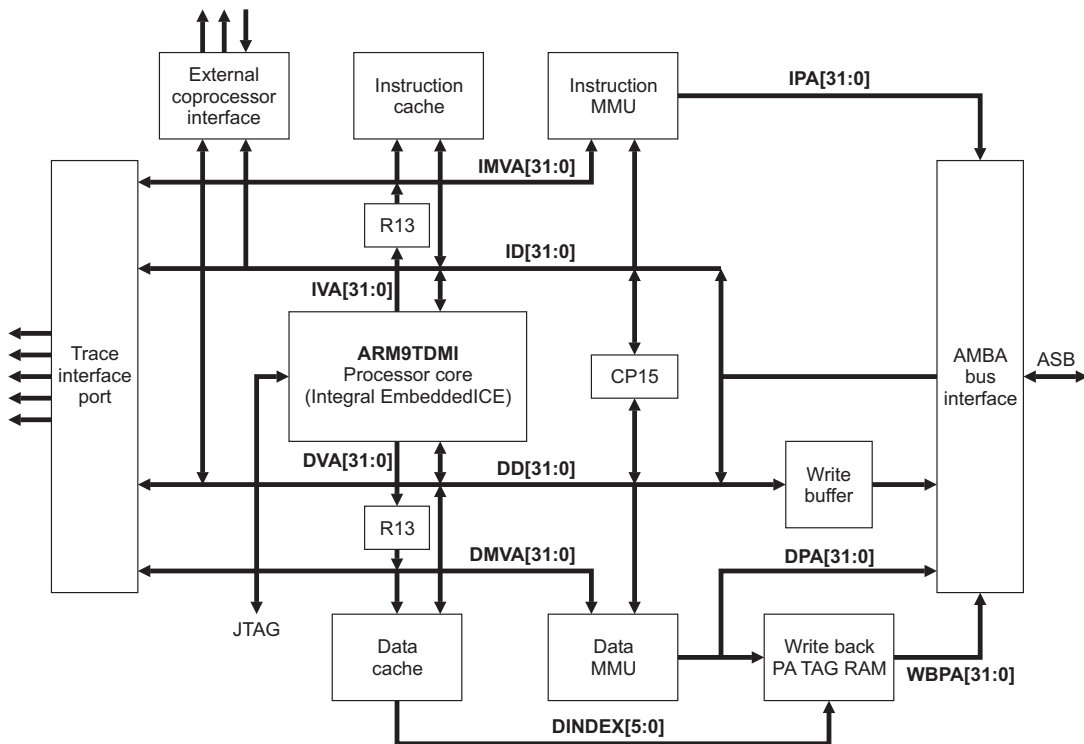 External
coprocessor
interface
Instruction
cache
Instruction
MMU
IPA[31:0]
IMVA[31:0]
R13
ID[31:0]
IVA[31:0]
Trace
interface
port
ARM9TDMI
Processor core
(Integral EmbeddedICE)
CP15
AMBA
bus
interface
ASB
DVA[31:0]
DD[31:0]
Write
buffer
R13
DMVA[31:0]
DPA[31:0]
JTAG
Data
cache
Data
MMU
Write back
PA TAG RAM
WBPA[31:0]
DINDEX[5:0]